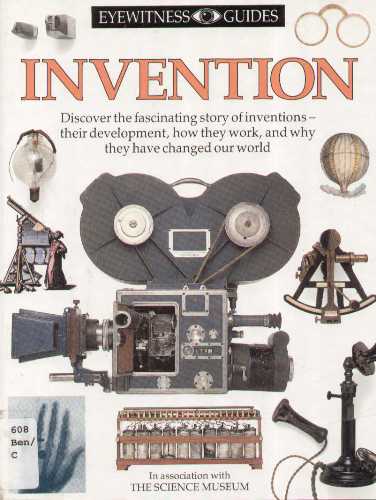 EYEWITNESS GUIDES
INVENTION
Discover the fascinating story of inventions –
their development, how they work, and why
they have changed our world
608
Ben/
C
In association with
THE SCIENCE MUSEUM